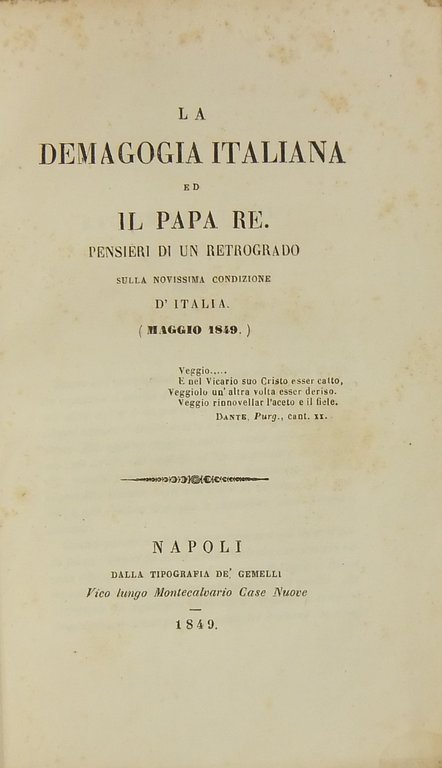 LA
DEMAGOGIA ITALIANA
ED
IL PAPA RE.
PENSIERI DI UN RETROGRADO
SULLA NOVISSIMA CONDIZIONE
D' ITALIA.
( MAGGIO 1849. )
Veggio.....
E nel Vicario suo Cristo esser catto,
Veggiolo un' altra volta esser deriso.
Veggio rinnovellar l'aceto e il fiele.
DANTE, Purg., cant. XX.
NAPOLI
DALLA TIPOGRAFIA DE' GEMELLI
Vico lungo Montecalvario Case Nuove
1849.